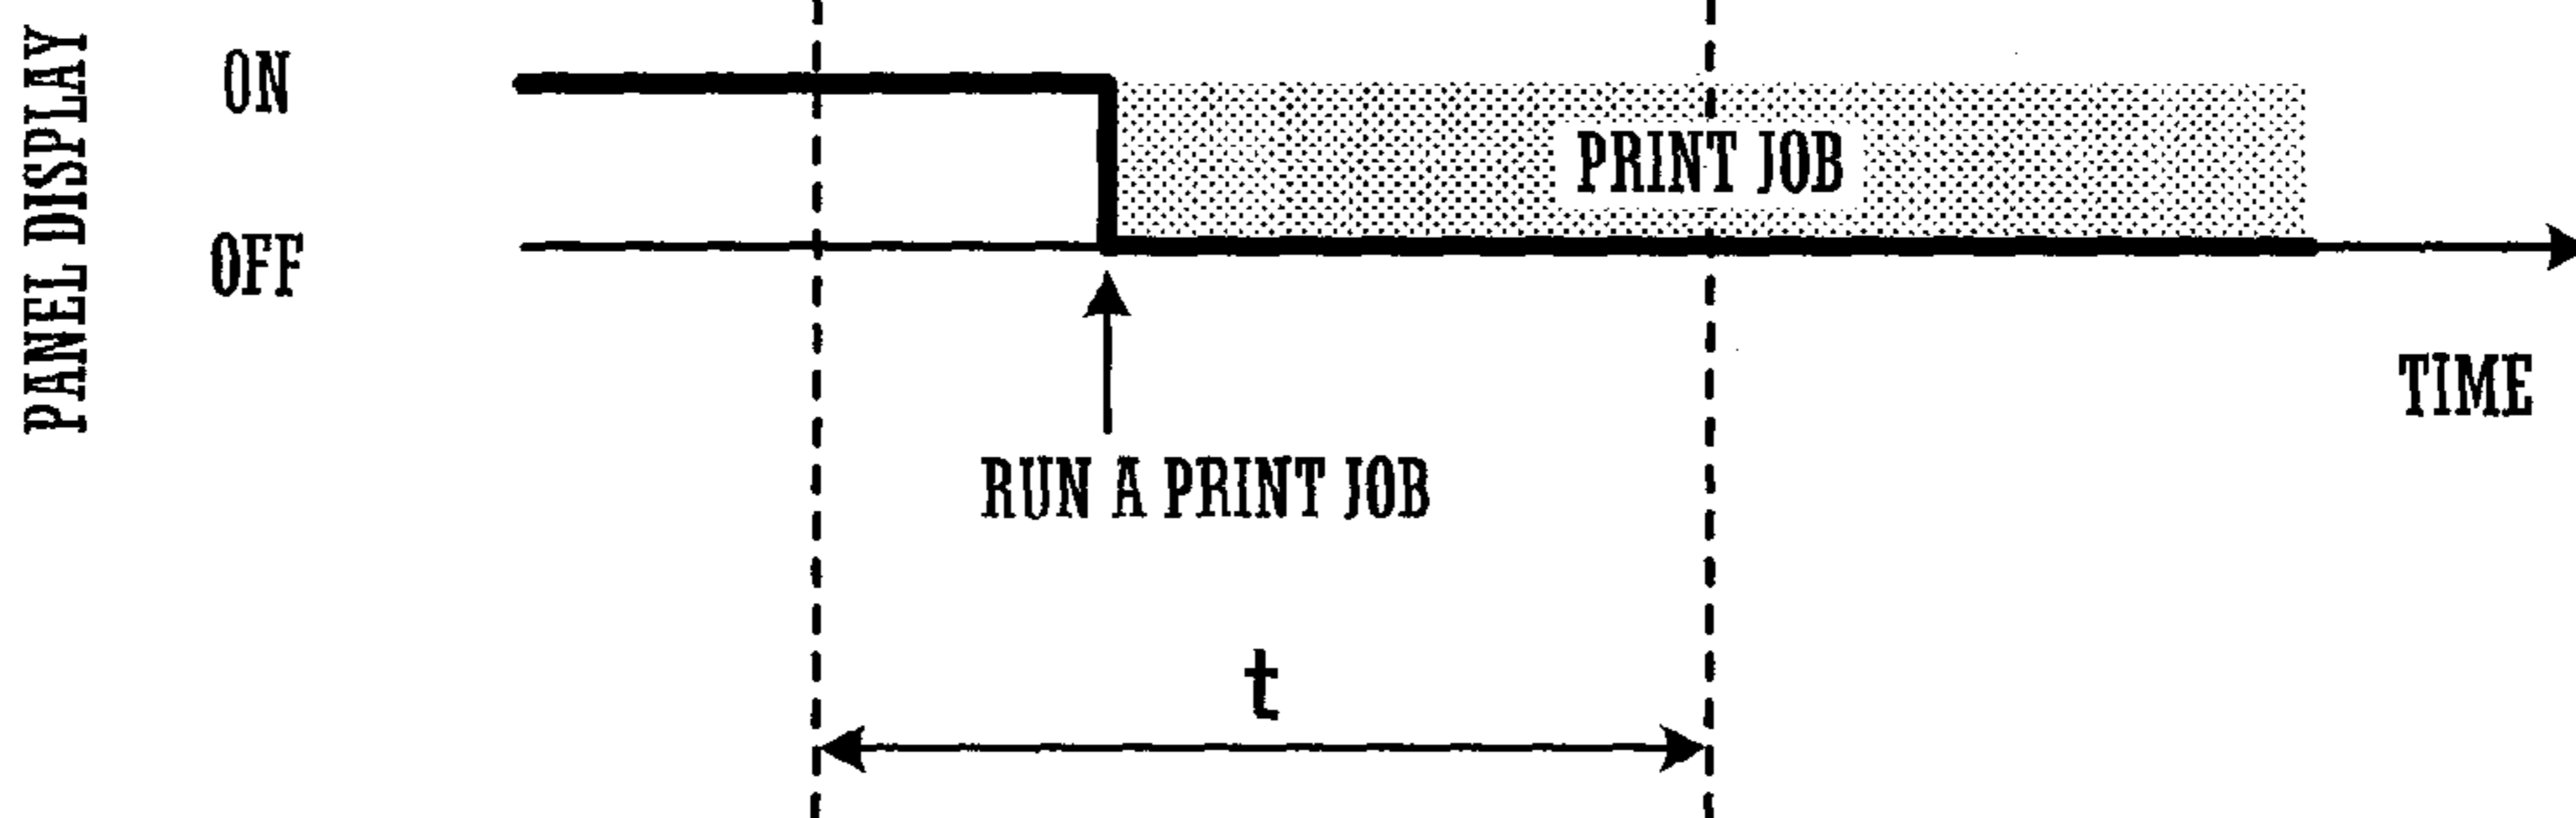 PANEL DISPLAY
ON
OFF
PRINT JOB
TIME
RUN A PRINT JOB
t